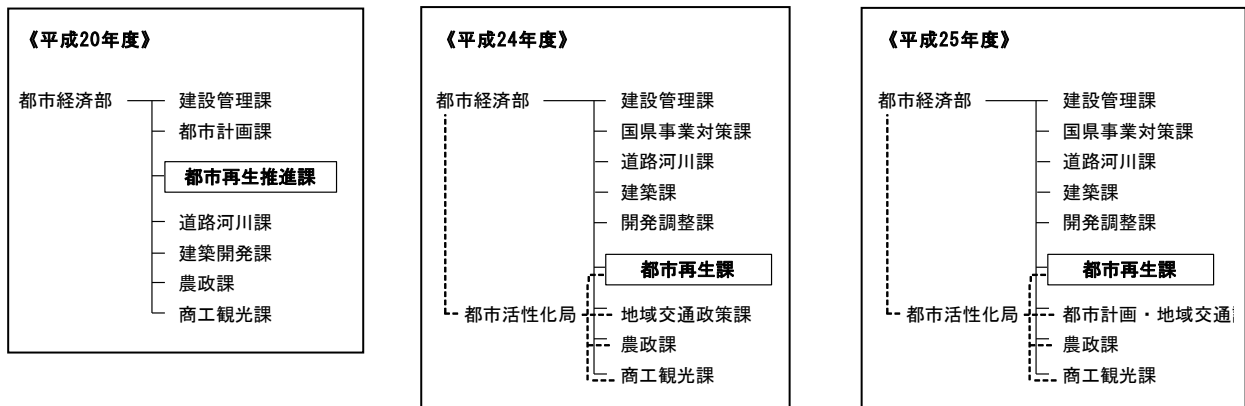 《平成20年度》
都市経済部
建設管理課
都市計画課
都市再生推進課
道路河川課
建築開発課
農政課
商工観光課
《平成24年度》
都市経済部
建設管理課
国県事業対策課
道路河川課
建築課
開発調整課
都市再生課
都市活性化局
地域交通政策課
農政課
商工観光課
《平成25年度》
都市経済部
建設管理課
国県事業対策課
道路河川課
建築課
開発調整課
都市再生課
都市活性化局
都市計画・地域交通
農政課
商工観光課